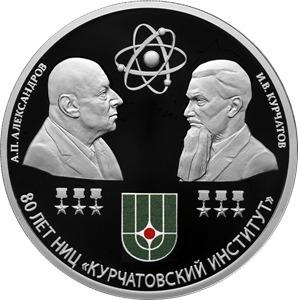 А.П. АЛЕКСАНДРОВ
И.В. КУРЧАТОВ
80 ЛЕТ НИЦ «КУРЧАТОВСКИЙ ИНСТИТУТ»